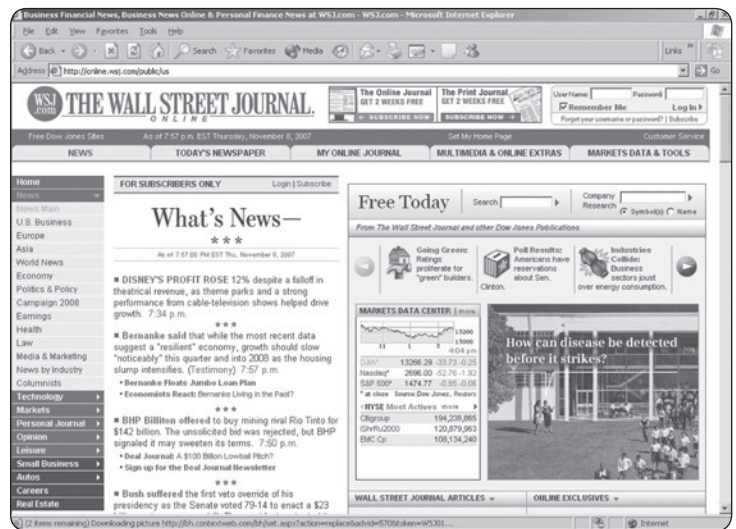 Business Financial News, Business News Online & Personal Finance News at WSJ.com - WSJ.com - Microsoft Internet Explorer
File Edit View Favorites Tools Help
Back Search Favorites Media Links
Address http://online.wsj.com/public/us Go
WSJ.com THE WALL STREET JOURNAL.
ONLINE
The Online Journal
GET 2 WEEKS FREE
SUBSCRIBE NOW
The Print Journal
GET 2 WEEKS FREE
SUBSCRIBE NOW
UserName: Password:
Remember Me Log In
Forgot your username or password? | Subscribe
Free Dow Jones Sites As of 7:57 p.m. EST Thursday, November 8, 2007 Set My Home Page Customer Service
NEWS TODAY'S NEWSPAPER MY ONLINE JOURNAL MULTIMEDIA & ONLINE EXTRAS MARKETS DATA & TOOLS
Home
News
News Main
U.S. Business
Europe
Asia
World News
Economy
Politics & Policy
Campaign 2008
Earnings
Health
Law
Media & Marketing
News by Industry
Columnists
Technology
Markets
Personal Journal
Opinion
Leisure
Small Business
Autos
Careers
Real Estate
FOR SUBSCRIBERS ONLY Login | Subscribe
What's News—
* * *
As of 7:57:00 PM EST Thu, November 8, 2007
DISNEY'S PROFIT ROSE 12% despite a falloff in
theatrical revenue, as theme parks and a strong
performance from cable-television shows helped drive
growth. 7:34 p.m.
* * *
Bernanke said that while the most recent data
suggest a "resilient" economy, growth should slow
"noticeably" this quarter and into 2008 as the housing
slump intensifies. (Testimony) 7:57 p.m.
• Bernanke Floats Jumbo Loan Plan
• Economists React: Bernanke Living in the Past?
* * *
BHP Billiton offered to buy mining rival Rio Tinto for
$142 billion. The unsolicited bid was rejected, but BHP
signaled it may sweeten its terms. 7:50 p.m.
• Deal Journal: A $100 Billion Lowball Pitch?
• Sign up for the Deal Journal Newsletter
* * *
Bush suffered the first veto override of his
presidency as the Senate voted 79-14 to enact a $23
Free Today Search Company Research Symbol(s) Name
From The Wall Street Journal and other Dow Jones Publications
Going Green:
Ratings
proliferate for
"green" builders.
Poll Results:
Americans have
reservations
about Sen.
Clinton.
Industries
Collide:
Business
sectors joust
over energy consumption.
MARKETS DATA CENTER | more
13200
13000
11 1 3 4:04 pm
DJIA* 13266.29 -33.73 -0.25
Nasdaq* 2696.00 -52.76 -1.92
S&P 500* 1474.77 -0.85 -0.06
* at close Source: Dow Jones, Reuters
NYSE Most Actives more
Citigroup 194,238,865
iShrRu2000 120,879,963
EMC Cp 108,134,240
How can disease be detected
before it strikes?
WALL STREET JOURNAL ARTICLES ONLINE EXCLUSIVES
(2 items remaining) Downloading picture http://bh.contextweb.com/bh/set.aspx?action=replace&advid=570&token=WSJ01... Internet